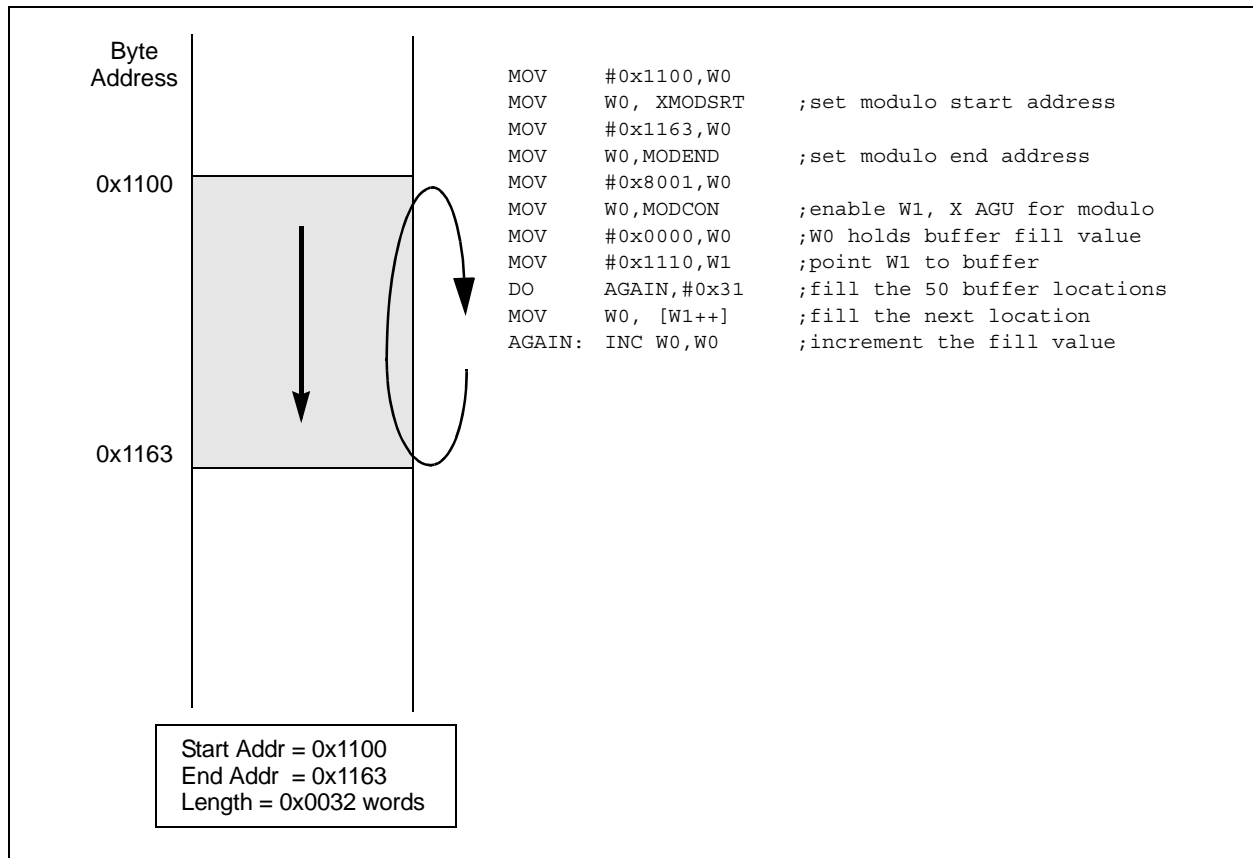 Byte
Address
0x1100
0x1163
MOV #0x1100,W0
MOV W0, XMODSRT ;set modulo start address
MOV #0x1163,W0
MOV W0,MODEND ;set modulo end address
MOV #0x8001,W0
MOV W0,MODCON ;enable W1, X AGU for modulo
MOV #0x0000,W0 ;W0 holds buffer fill value
MOV #0x1110,W1 ;point W1 to buffer
DO AGAIN,#0x31 ;fill the 50 buffer locations
MOV W0, [W1++] ;fill the next location
AGAIN: INC W0,W0 ;increment the fill value
Start Addr = 0x1100
End Addr = 0x1163
Length = 0x0032 words